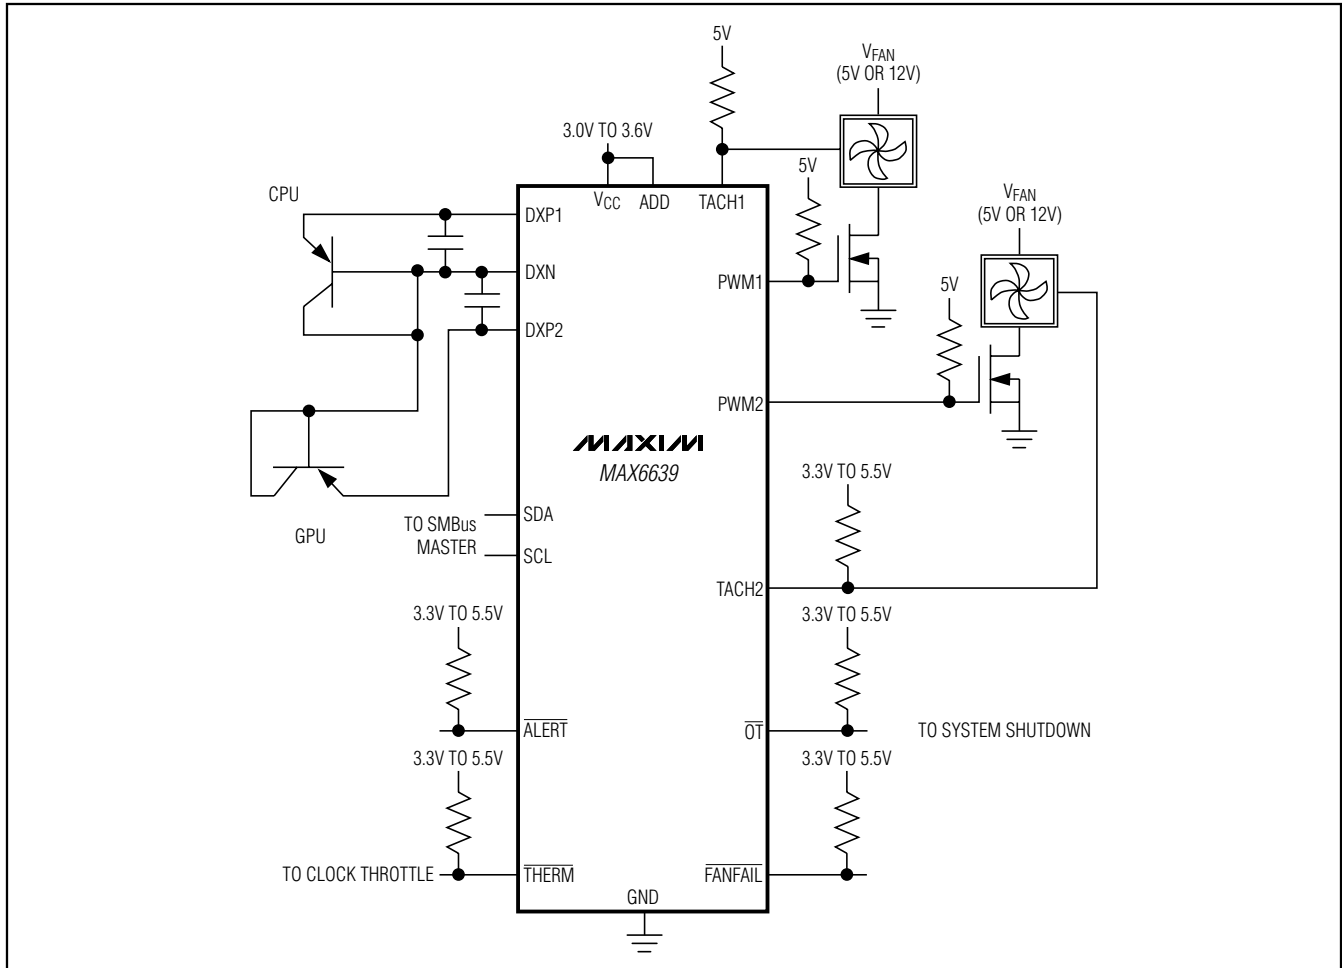 5V
VFAN
(5V OR 12V)
3.0V TO 3.6V
5V
CPU
VCC
ADD
TACH1
VFAN
(5V OR 12V)
DXP1
DXN
PWM1
5V
DXP2
PWM2
MAXIM
MAX6639
3.3V TO 5.5V
SDA
TO SMBus
MASTER
GPU
SCL
TACH2
3.3V TO 5.5V
3.3V TO 5.5V
ALERT
OT
TO SYSTEM SHUTDOWN
3.3V TO 5.5V
3.3V TO 5.5V
TO CLOCK THROTTLE
THERM
FANFAIL
GND